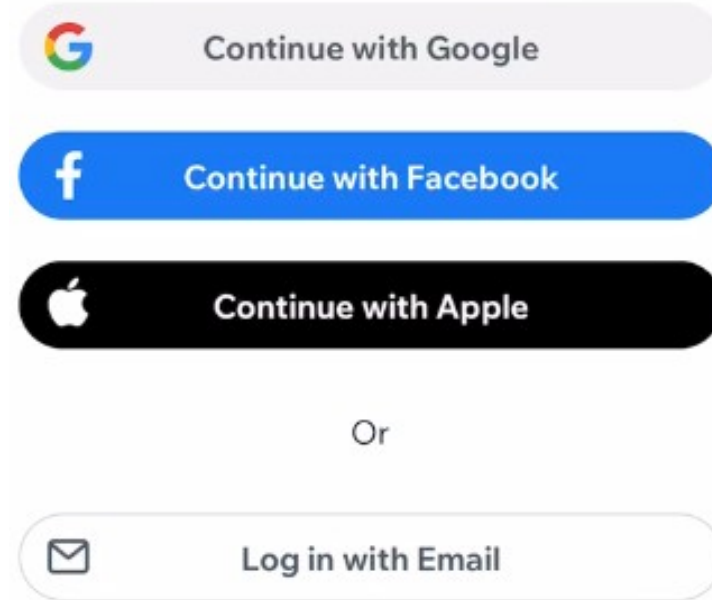 Continue with Google
Continue with Facebook
Continue with Apple
Or
Log in with Email